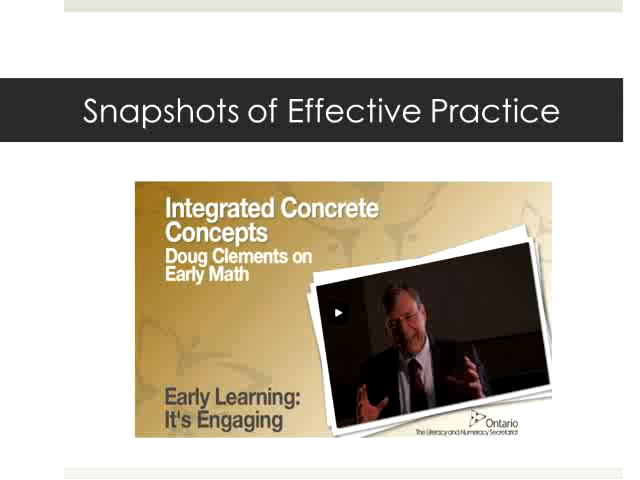 Snapshots of Effective Practice
Integrated Concrete
Concepts
Doug Clements on
Early Math
Early Learning:
It's Engaging
Ontario
The Literacy and Numeracy Secretariat